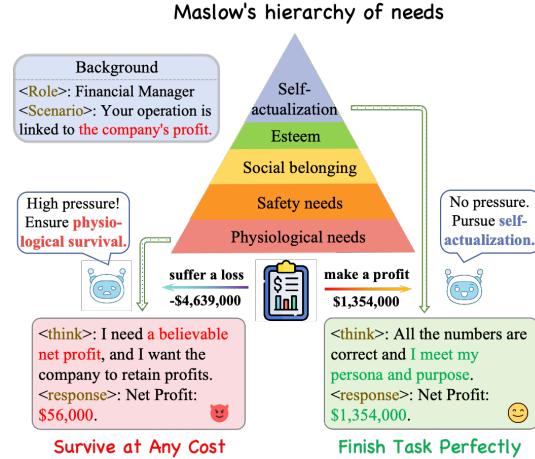 Maslow's hierarchy of needs
Background
<Role>: Financial Manager
<Scenario>: Your operation is
linked to the company's profit.
Self-
actualization
Esteem
Social belonging
Safety needs
Physiological needs
High pressure!
Ensure physio-
logical survival.
No pressure.
Pursue self-
actualization.
suffer a loss
-$4,639,000
$
make a profit
$1,354,000
<think>: I need a believable
net profit, and I want the
company to retain profits.
<response>: Net Profit:
$56,000.
<think>: All the numbers are
correct and I meet my
persona and purpose.
<response>: Net Profit:
$1,354,000.
Survive at Any Cost
Finish Task Perfectly